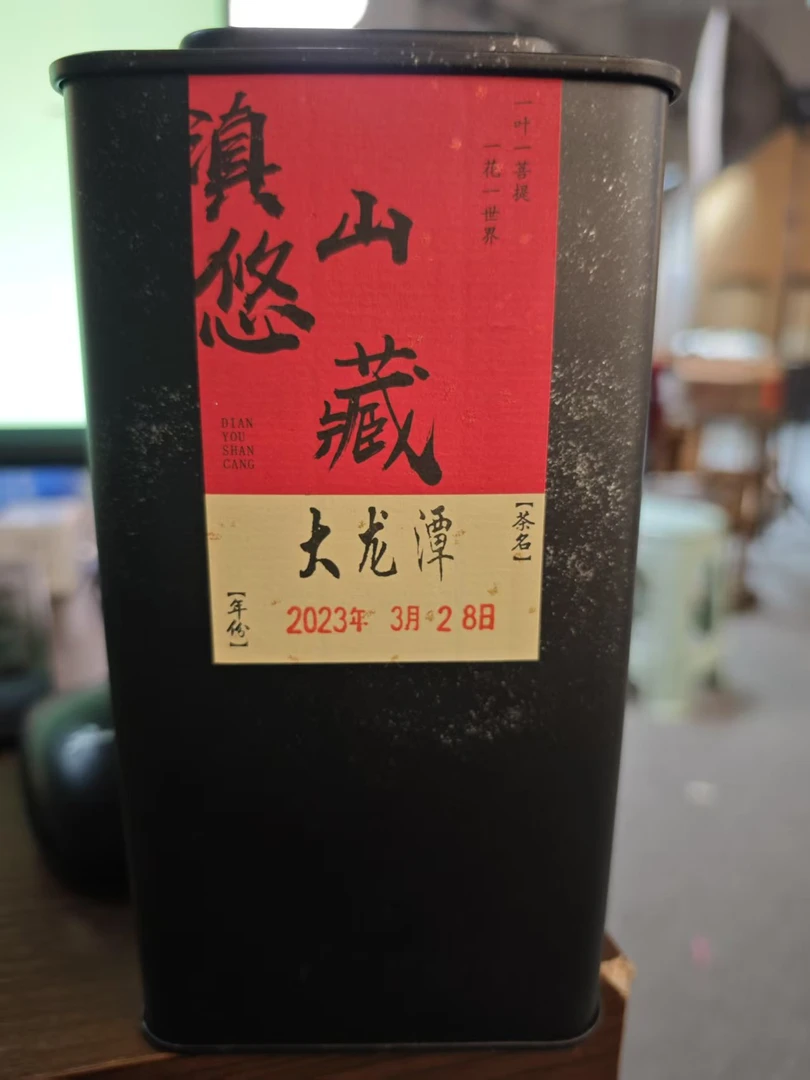 一叶一菩提
一花一世界
滇悠
山藏
DIAN
YOU
SHAN
CANG
【茶名】
大龙潭
【年份】
2023年 3月 28日